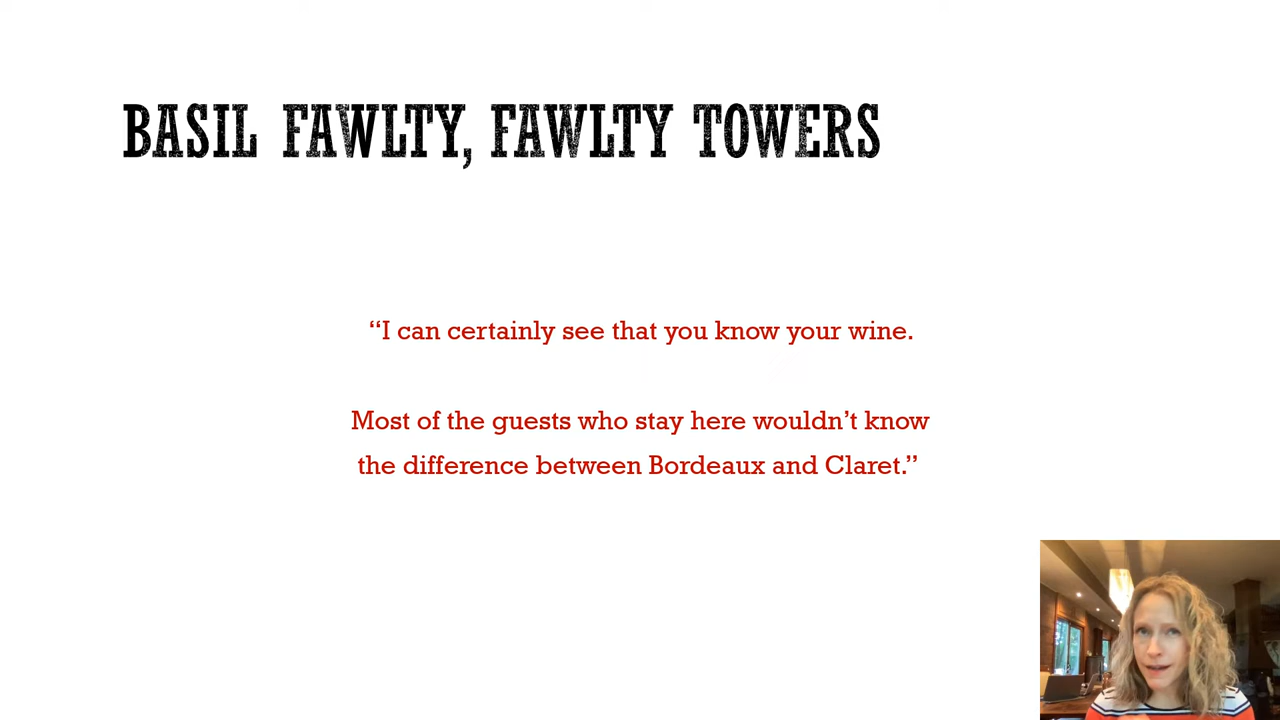 BASIL FAWLTY, FAWLTY TOWERS
“I can certainly see that you know your wine.
Most of the guests who stay here wouldn’t know
the difference between Bordeaux and Claret.”